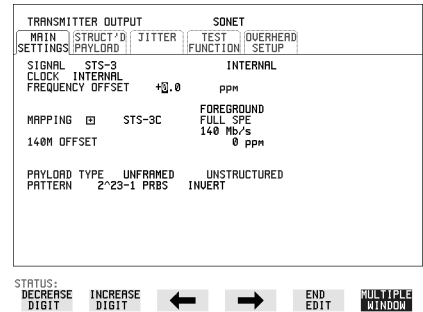 TRANSMITTER OUTPUT SONET
MAIN SETTINGS
STRUCT'D PAYLOAD
JITTER
TEST FUNCTION
OVERHEAD SETUP
SIGNAL STS-3 INTERNAL
CLOCK INTERNAL
FREQUENCY OFFSET +0.0 ppm
FOREGROUND
MAPPING + STS-3C FULL SPE
140 Mb/s
140M OFFSET 0 ppm
PAYLOAD TYPE UNFRAMED UNSTRUCTURED
PATTERN 2^23-1 PRBS INVERT
STATUS:
DECREASE DIGIT
INCREASE DIGIT
END EDIT
MULTIPLE WINDOW